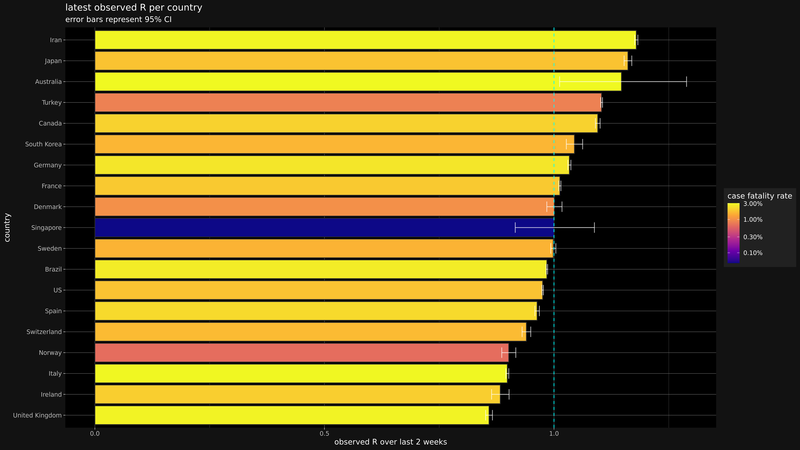 latest observed R per country
error bars represent 95% CI
country
Iran
Japan
Australia
Turkey
Canada
South Korea
Germany
France
Denmark
Singapore
Sweden
Brazil
US
Spain
Switzerland
Norway
Italy
Ireland
United Kingdom
0.0
0.5
1.0
observed R over last 2 weeks
case fatality rate
3.00%
1.00%
0.30%
0.10%